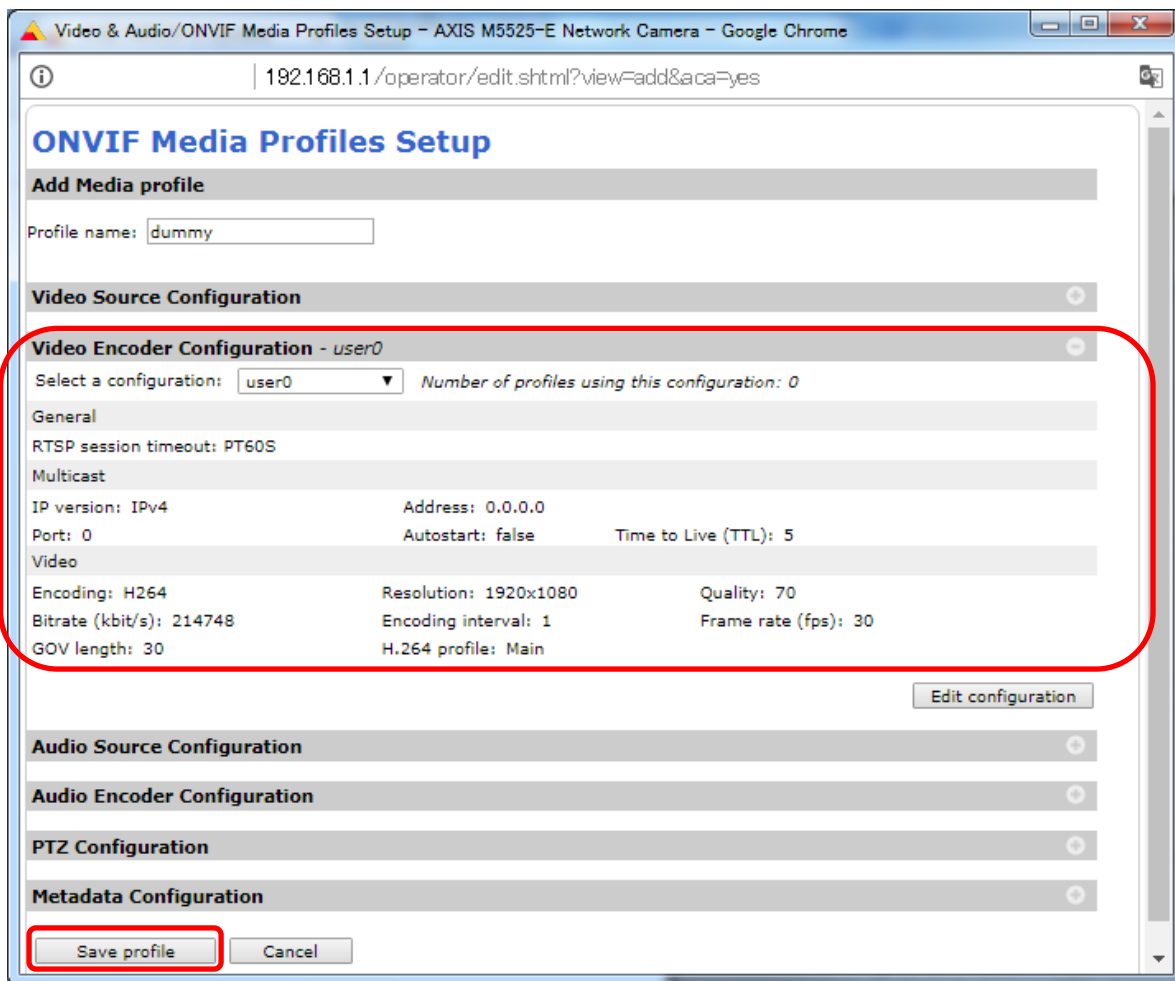 Video & Audio/ONVIF Media Profiles Setup - AXIS M5525-E Network Camera - Google Chrome
192.168.1.1/operator/edit.shtml?view=add&aca=yes
ONVIF Media Profiles Setup
Add Media profile
Profile name: dummy
Video Source Configuration
Video Encoder Configuration - user0
Select a configuration: user0 Number of profiles using this configuration: 0
General
RTSP session timeout: PT60S
Multicast
IP version: IPv4 Address: 0.0.0.0
Port: 0 Autostart: false Time to Live (TTL): 5
Video
Encoding: H264 Resolution: 1920x1080 Quality: 70
Bitrate (kbit/s): 214748 Encoding interval: 1 Frame rate (fps): 30
GOV length: 30 H.264 profile: Main
Edit configuration
Audio Source Configuration
Audio Encoder Configuration
PTZ Configuration
Metadata Configuration
Save profile Cancel